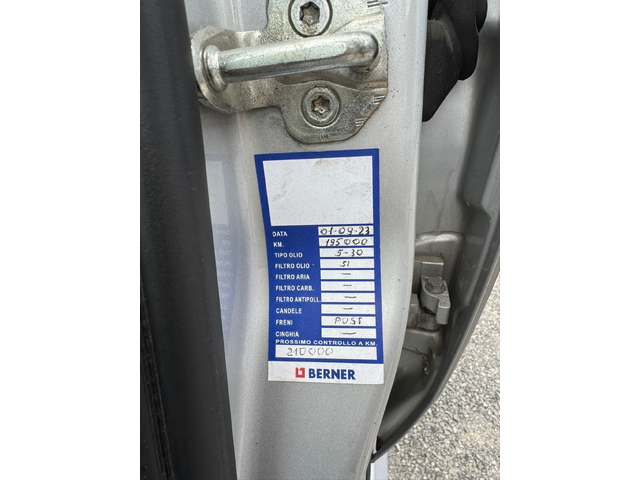 DATA 01-09-23
KM. 195000
TIPO OLIO 5-30
FILTRO OLIO SI
FILTRO ARIA —
FILTRO CARB. —
FILTRO ANTIPOLL. —
CANDELE —
FRENI POST
CINGHIA —
PROSSIMO CONTROLLO A KM.
210000
BERNER